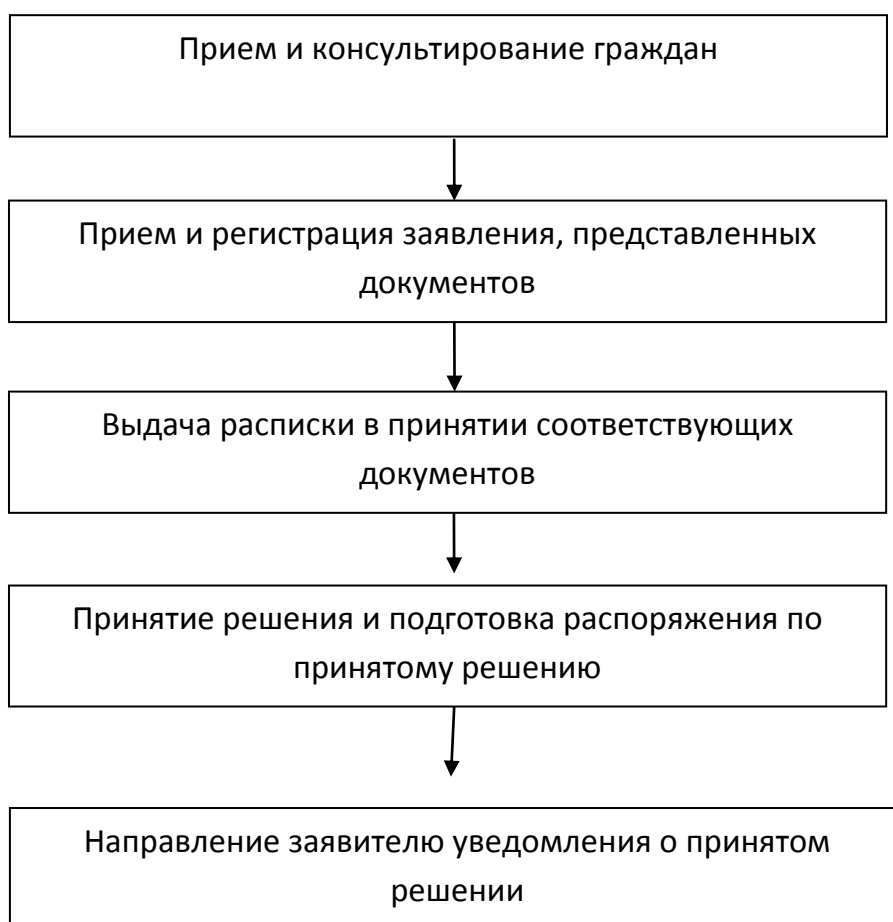 Прием и консультирование граждан
Прием и регистрация заявления, представленных
документов
Выдача расписки в принятии соответствующих
документов
Принятие решения и подготовка распоряжения по
принятому решению
Направление заявителю уведомления о принятом
решении